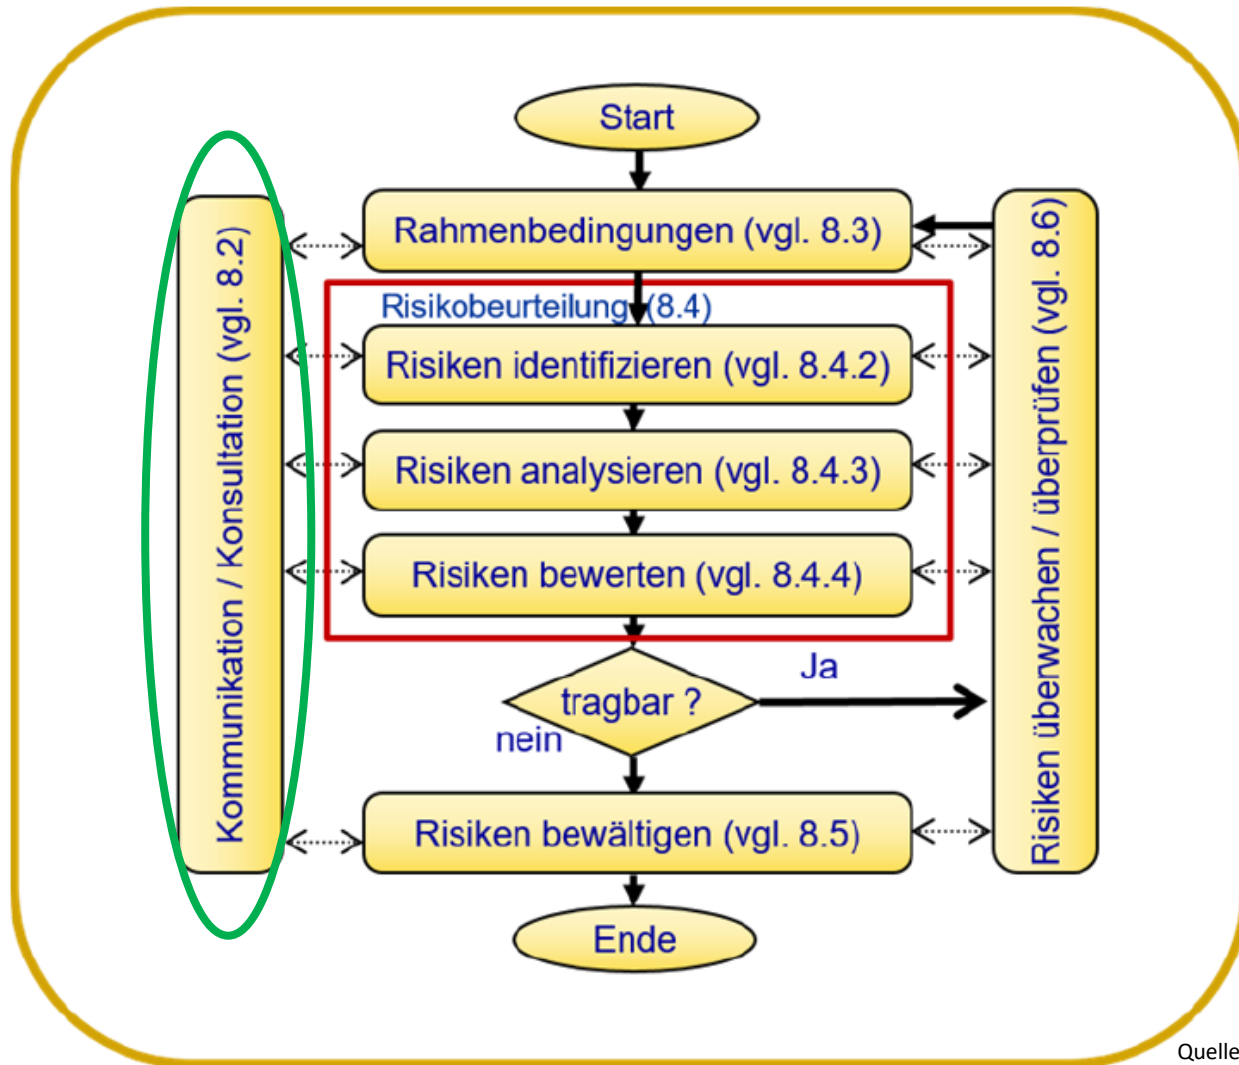 Start
Rahmenbedingungen (vgl. 8.3)
Risikobeurteilung (8.4)
Risiken identifizieren (vgl. 8.4.2)
Risiken analysieren (vgl. 8.4.3)
Risiken bewerten (vgl. 8.4.4)
tragbar ?
Ja
nein
Risiken bewältigen (vgl. 8.5)
Ende
Kommunikation / Konsultation (vgl. 8.2)
Risiken überwachen / überprüfen (vgl. 8.6)
Quelle